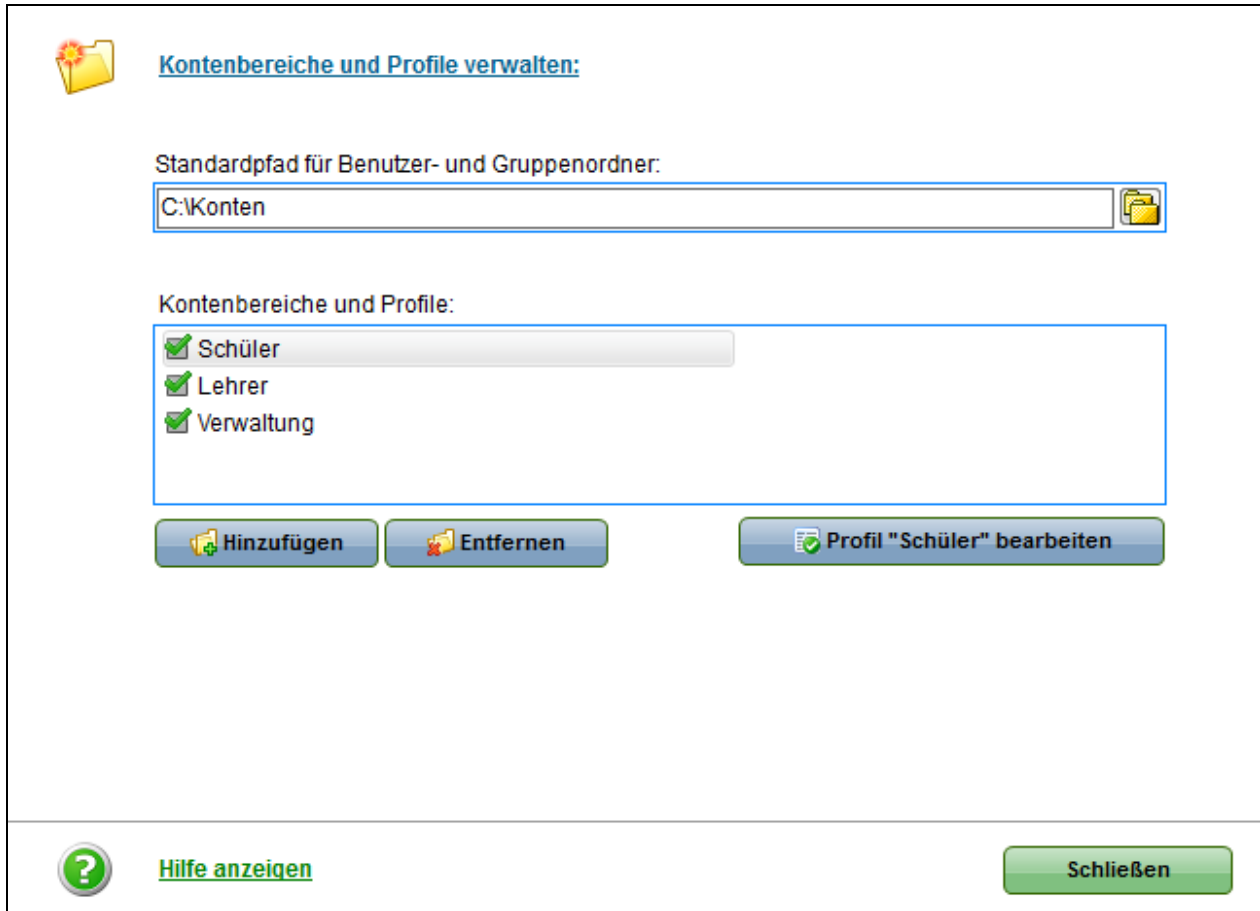 Kontenbereiche und Profile verwalten:
Standardpfad für Benutzer- und Gruppenordner:
C:\Konten
Kontenbereiche und Profile:
Schüler
Lehrer
Verwaltung
Hinzufügen Entfernen Profil "Schüler" bearbeiten
Hilfe anzeigen Schließen